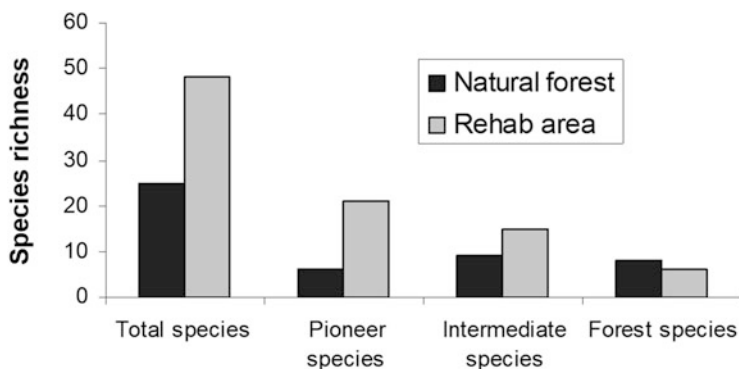 Species richness
60
50
40
30
20
10
0
Natural forest
Rehab area
Total species
Pioneer
species
Intermediate
species
Forest species